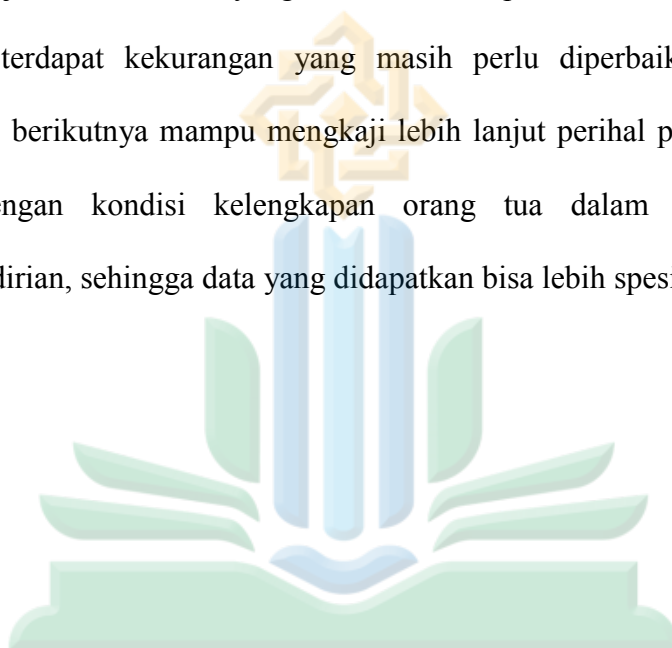 terdapat kekurangan yang masih perlu diperbaik
berikutnya mampu mengkaji lebih lanjut perihal p
engan kondisi kelengkapan orang tua dalam
dirian, sehingga data yang didapatkan bisa lebih spesi